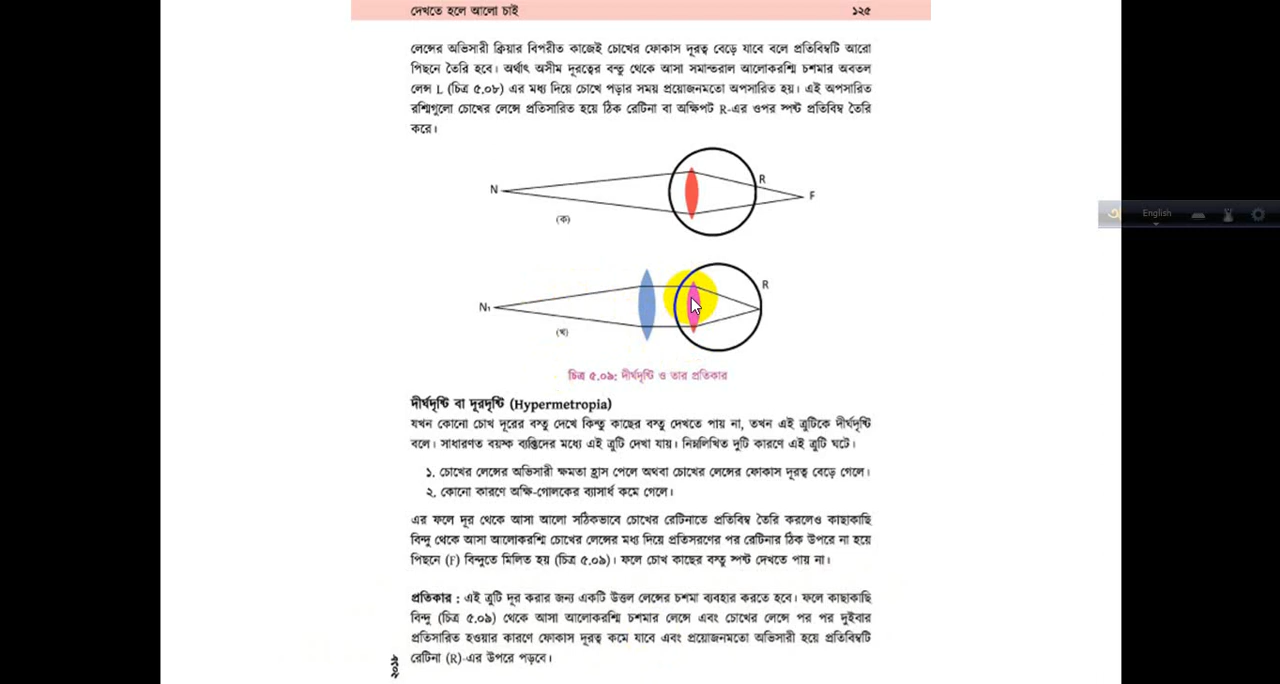 দেখতে হলে আলো চাই ১২৫
লেন্সের অভিসারী ক্রিয়ার বিপরীত কাজেই চোখের ফোকাস দূরত্ব বেড়ে যাবে বলে প্রতিবিম্বটি আরো
পিছনে তৈরি হবে। অর্থাৎ অসীম দূরত্বের বস্তু থেকে আসা সমান্তরাল আলোকরশ্মি চশমার অবতল
লেন্স L (চিত্র ৫.০৮) এর মধ্য দিয়ে চোখে পড়ার সময় প্রয়োজনমতো অপসারিত হয়। এই অপসারিত
রশ্মিগুলো চোখের লেন্সে প্রতিসারিত হয়ে ঠিক রেটিনা বা অক্ষিপট R-এর ওপর স্পষ্ট প্রতিবিম্ব তৈরি
করে।
N R F
(ক)
English
N₁ R
(খ)
চিত্র ৫.০৯: দীর্ঘদৃষ্টি ও তার প্রতিকার
দীর্ঘদৃষ্টি বা দূরদৃষ্টি (Hypermetropia)
যখন কোনো চোখ দূরের বস্তু দেখে কিন্তু কাছের বস্তু দেখতে পায় না, তখন এই ত্রুটিকে দীর্ঘদৃষ্টি
বলে। সাধারণত বয়স্ক ব্যক্তিদের মধ্যে এই ত্রুটি দেখা যায়। নিম্নলিখিত দুটি কারণে এই ত্রুটি ঘটে।
১. চোখের লেন্সের অভিসারী ক্ষমতা হ্রাস পেলে অথবা চোখের লেন্সের ফোকাস দূরত্ব বেড়ে গেলে।
২. কোনো কারণে অক্ষি-গোলকের ব্যাসার্ধ কমে গেলে।
এর ফলে দূর থেকে আসা আলো সঠিকভাবে চোখের রেটিনাতে প্রতিবিম্ব তৈরি করলেও কাছাকাছি
বিন্দু থেকে আসা আলোকরশ্মি চোখের লেন্সের মধ্য দিয়ে প্রতিসরণের পর রেটিনার ঠিক উপরে না হয়ে
পিছনে (F) বিন্দুতে মিলিত হয় (চিত্র ৫.০৯)। ফলে চোখ কাছের বস্তু স্পষ্ট দেখতে পায় না।
প্রতিকার : এই ত্রুটি দূর করার জন্য একটি উত্তল লেন্সের চশমা ব্যবহার করতে হবে। ফলে কাছাকাছি
বিন্দু (চিত্র ৫.০৯) থেকে আসা আলোকরশ্মি চশমার লেন্সে এবং চোখের লেন্সে পর পর দুইবার
প্রতিসারিত হওয়ার কারণে ফোকাস দূরত্ব কমে যাবে এবং প্রয়োজনমতো অভিসারী হয়ে প্রতিবিম্বটি
রেটিনা (R)-এর উপরে পড়বে।